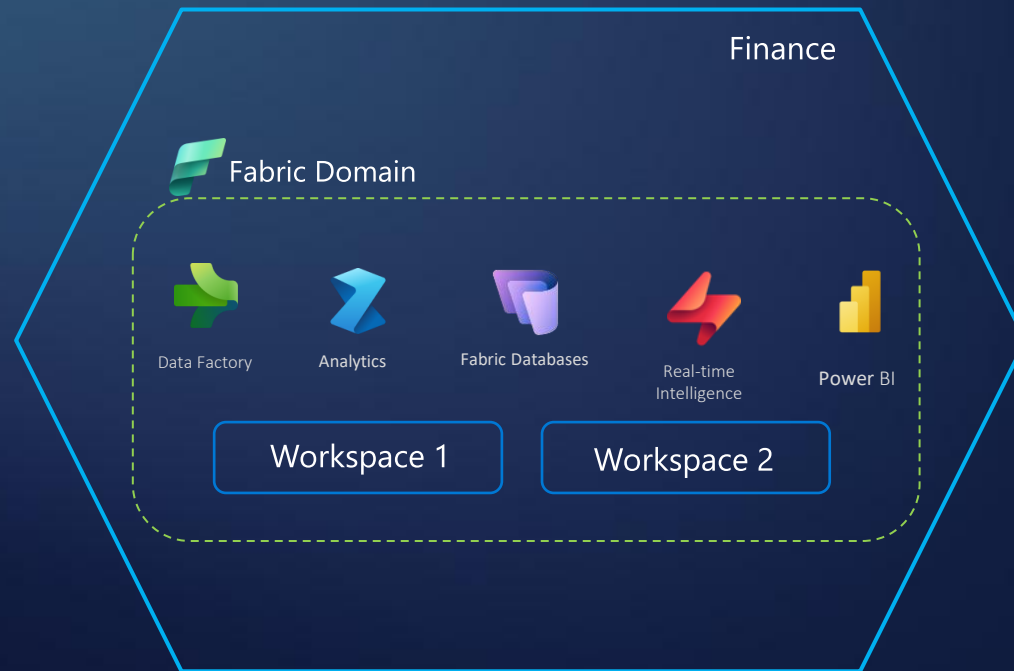 Finance
Fabric Domain
Data Factory
Analytics
Fabric Databases
Real-time
Intelligence
Power BI
Workspace 1
Workspace 2